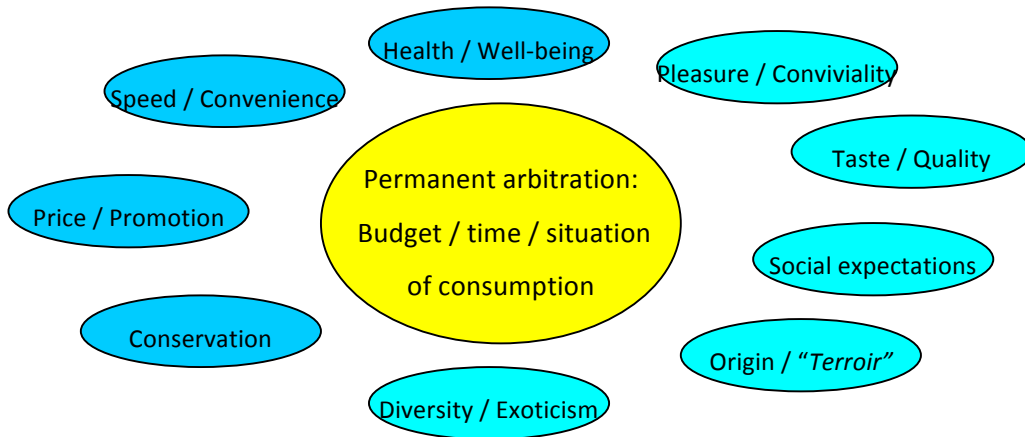 Health / Well-being
Pleasure / Conviviality
Speed / Convenience
Taste / Quality
Permanent arbitration:
Budget / time / situation
of consumption
Price / Promotion
Social expectations
Conservation
Origin / “Terroir”
Diversity / Exoticism